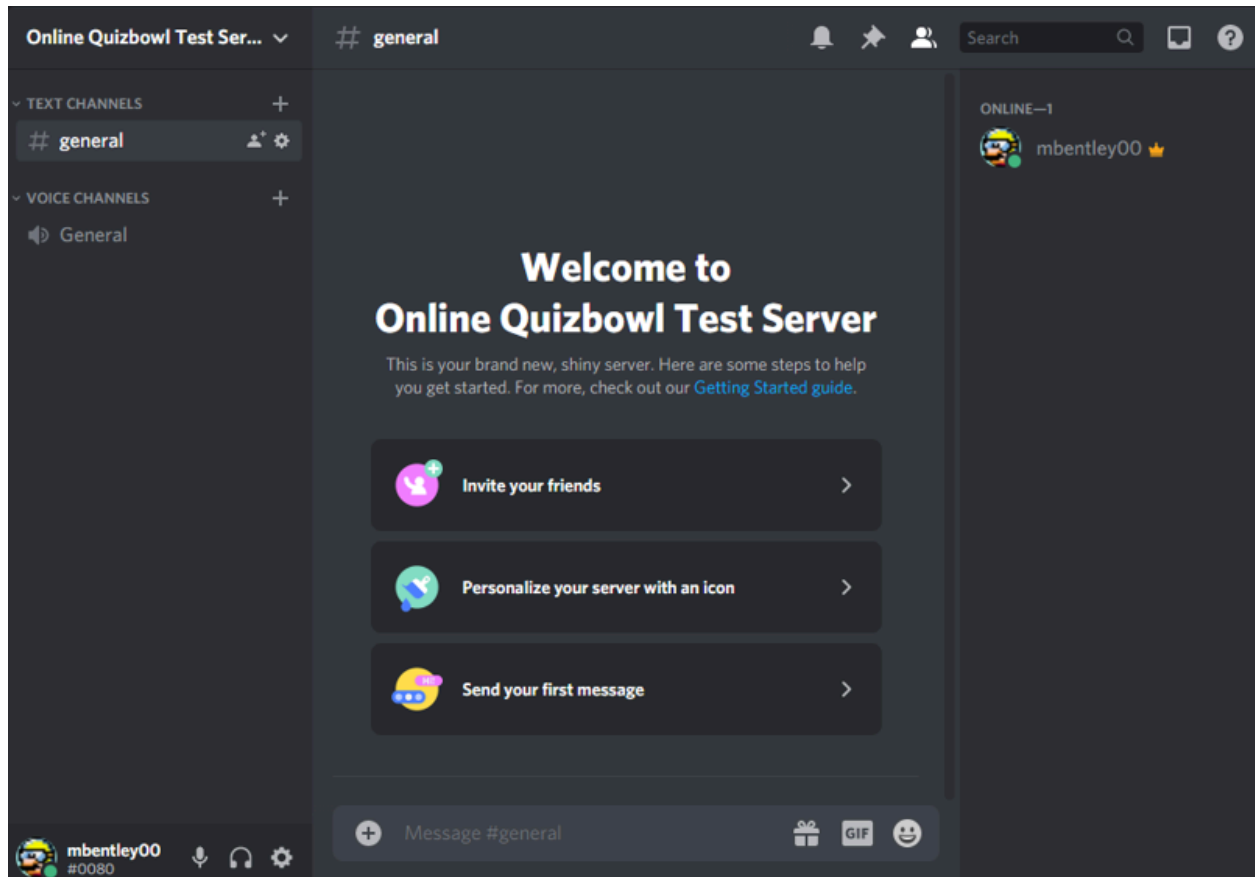 Online Quizbowl Test Ser...
general
Search
TEXT CHANNELS
general
VOICE CHANNELS
General
Welcome to
Online Quizbowl Test Server
This is your brand new, shiny server. Here are some steps to help
you get started. For more, check out our Getting Started guide.
Invite your friends
Personalize your server with an icon
Send your first message
Message #general
GIF
ONLINE—1
mbentley00
mbentley00
#0080